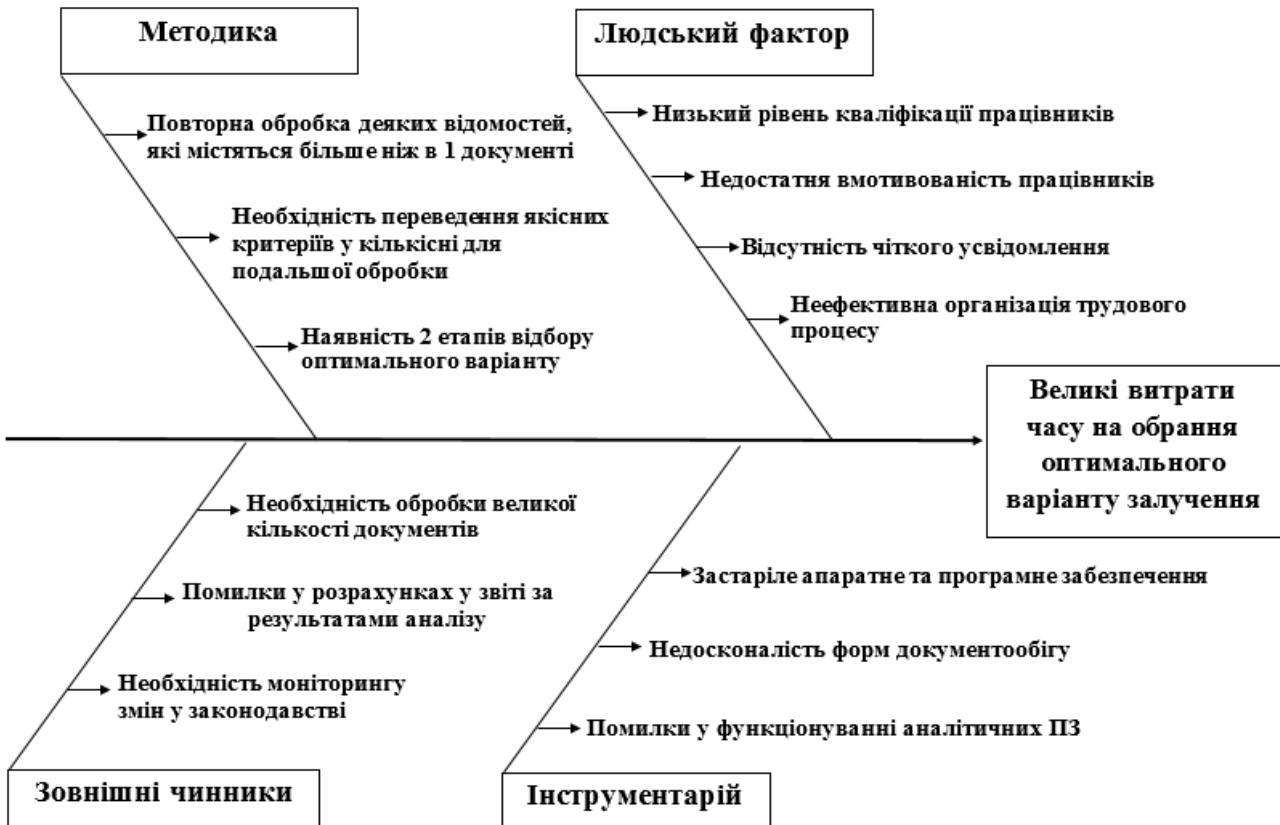 Методика
Людський фактор
Повторна обробка деяких відомостей,
які містяться більше ніж в 1 документі
Необхідність переведення якісних
критеріїв у кількісні для
подальшої обробки
Наявність 2 етапів відбору
оптимального варіанту
Низький рівень кваліфікації працівників
Недостатня вмотивованість працівників
Відсутність чіткого усвідомлення
Неефективна організація трудового
процесу
Великі витрати
часу на обрання
оптимального
варіанту залучення
Необхідність обробки великої
кількості документів
Помилки у розрахунках у звіті за
результатами аналізу
Необхідність моніторингу
змін у законодавстві
Застаріле апаратне та програмне забезпечення
Недосконалість форм документообігу
Помилки у функціонуванні аналітичних ПЗ
Зовнішні чинники
Інструментарій